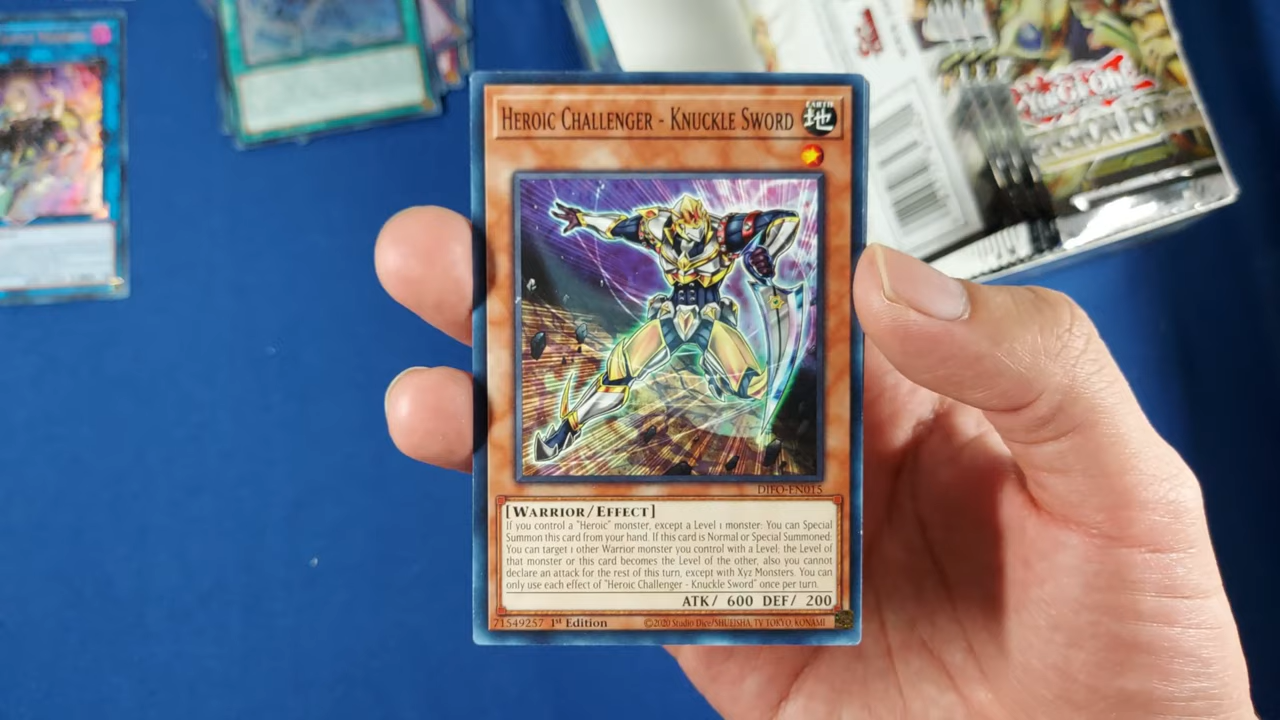 HEROIC CHALLENGER - KNUCKLE SWORD
EARTH
地
DIFO-EN015
[WARRIOR/EFFECT]
If you control a "Heroic" monster, except a Level 1 monster: You can Special
Summon this card from your hand. If this card is Normal or Special Summoned:
You can target 1 other Warrior monster you control with a Level; the Level of
that monster or this card becomes the Level of the other, also you cannot
declare an attack for the rest of this turn, except with Xyz Monsters. You can
only use each effect of "Heroic Challenger - Knuckle Sword" once per turn.
ATK/ 600 DEF/ 200
71549257 1st Edition
©2020 Studio Dice/SHUEISHA, TV TOKYO, KONAMI
YU-GI-OH!